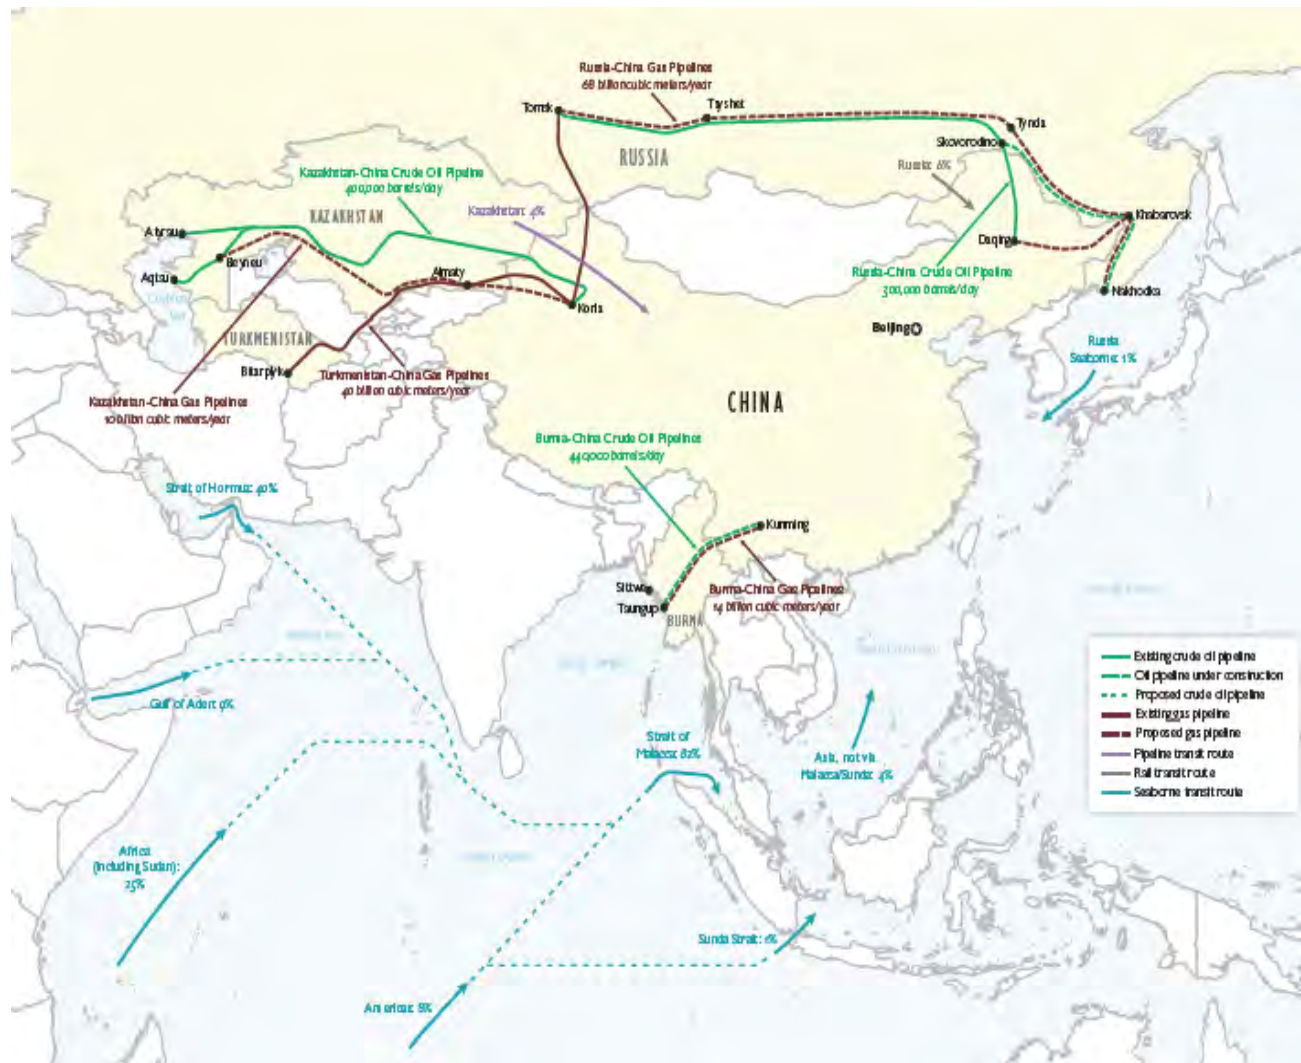 Russia-China Gas Pipelines
68 billion cubic meters/year
Tomsk
Tayshet
Tynda
Skovorodino
RUSSIA
Russia: 6%
Kazakhstan-China Crude Oil Pipeline
400,000 barrels/day
Kazakhstan: 4%
KAZAKHSTAN
Khabarovsk
Atyrau
Daqing
Beyneu
Almaty
Russia-China Crude Oil Pipeline
300,000 barrels/day
Aqtau
Nakhodka
Caspian
Sea
Korla
Beijing
TURKMENISTAN
Russia
Seaborne: 1%
Turkmenistan-China Gas Pipelines
40 billion cubic meters/year
Kazakhstan-China Gas Pipelines
10 billion cubic meters/year
CHINA
Burma-China Crude Oil Pipelines
440,000 barrels/day
Strait of Hormuz: 40%
Kunming
Sittwe
Burma-China Gas Pipelines
14 billion cubic meters/year
Taungup
BURMA
Existing crude oil pipeline
Oil pipeline under construction
Proposed crude oil pipeline
Existing gas pipeline
Proposed gas pipeline
Pipeline transit route
Rail transit route
Seaborne transit route
Gulf of Aden: 9%
Strait of
Malacca: 82%
Asia, not via
Malacca/Sunda: 4%
Africa
(including Sudan):
25%
Sunda Strait: 1%
Americas: 8%